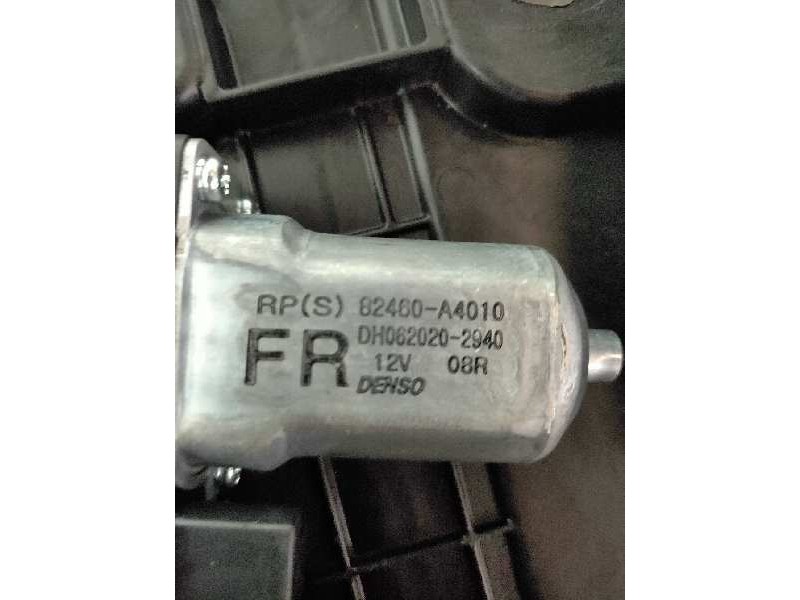 RP(S) 82460-A4010
FR DH062020-2940
12V 08R
DENSO